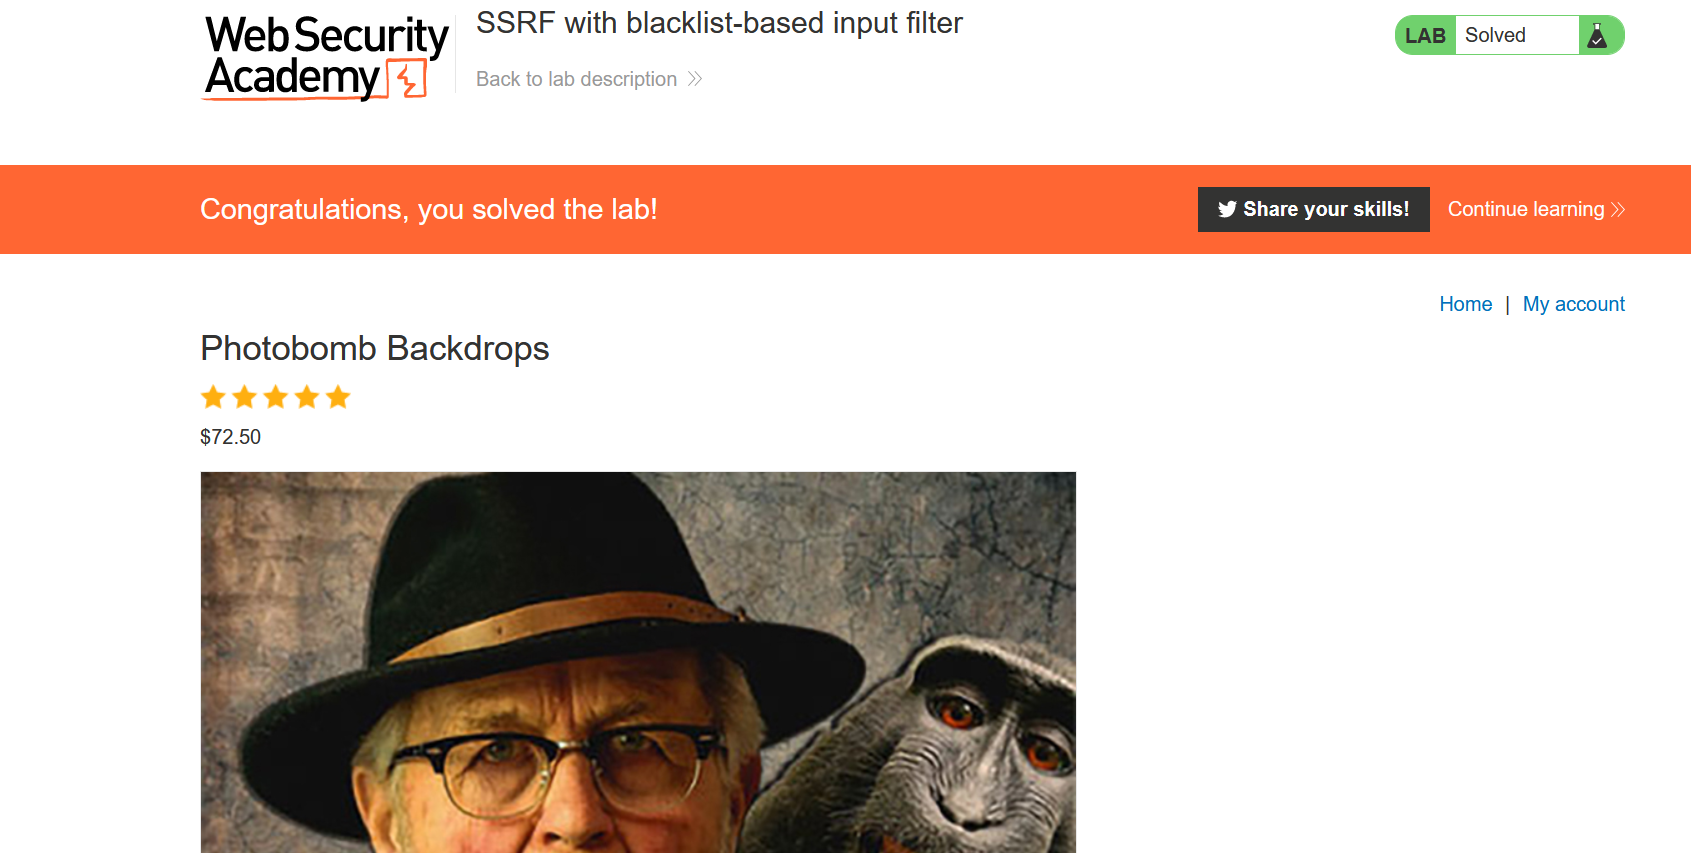 Web Security
Academy
SSRF with blacklist-based input filter
Back to lab description
LAB Solved
Congratulations, you solved the lab!
Share your skills!
Continue learning
Home | My account
Photobomb Backdrops
$72.50